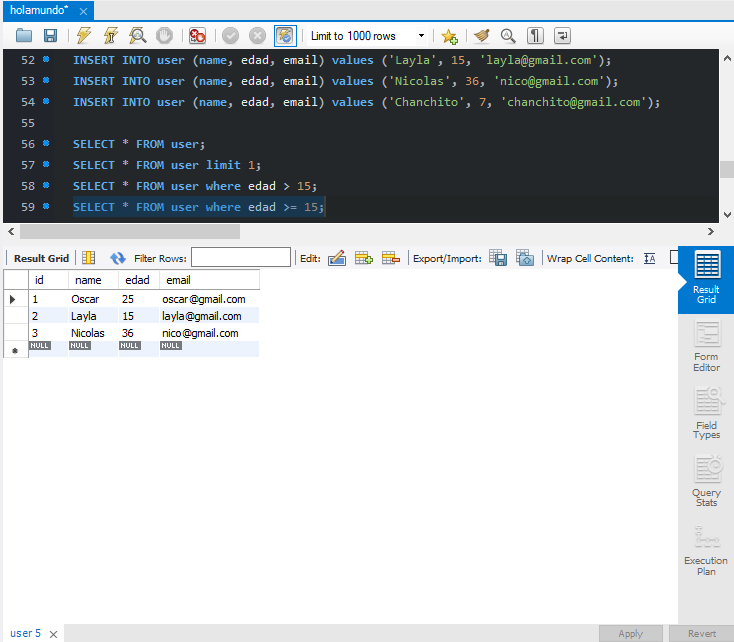 holamundo* ×
Limit to 1000 rows
52 INSERT INTO user (name, edad, email) values ('Layla', 15, 'layla@gmail.com');
53 INSERT INTO user (name, edad, email) values ('Nicolas', 36, 'nico@gmail.com');
54 INSERT INTO user (name, edad, email) values ('Chanchito', 7, 'chanchito@gmail.com');
55
56 SELECT * FROM user;
57 SELECT * FROM user limit 1;
58 SELECT * FROM user where edad > 15;
59 SELECT * FROM user where edad >= 15;
Result Grid Filter Rows: Edit: Export/Import: Wrap Cell Content: IA
id name edad email
1 Oscar 25 oscar@gmail.com
2 Layla 15 layla@gmail.com
3 Nicolas 36 nico@gmail.com
NULL NULL NULL NULL
Result
Grid
Form
Editor
Field
Types
Query
Stats
Execution
Plan
user 5 × Apply Revert